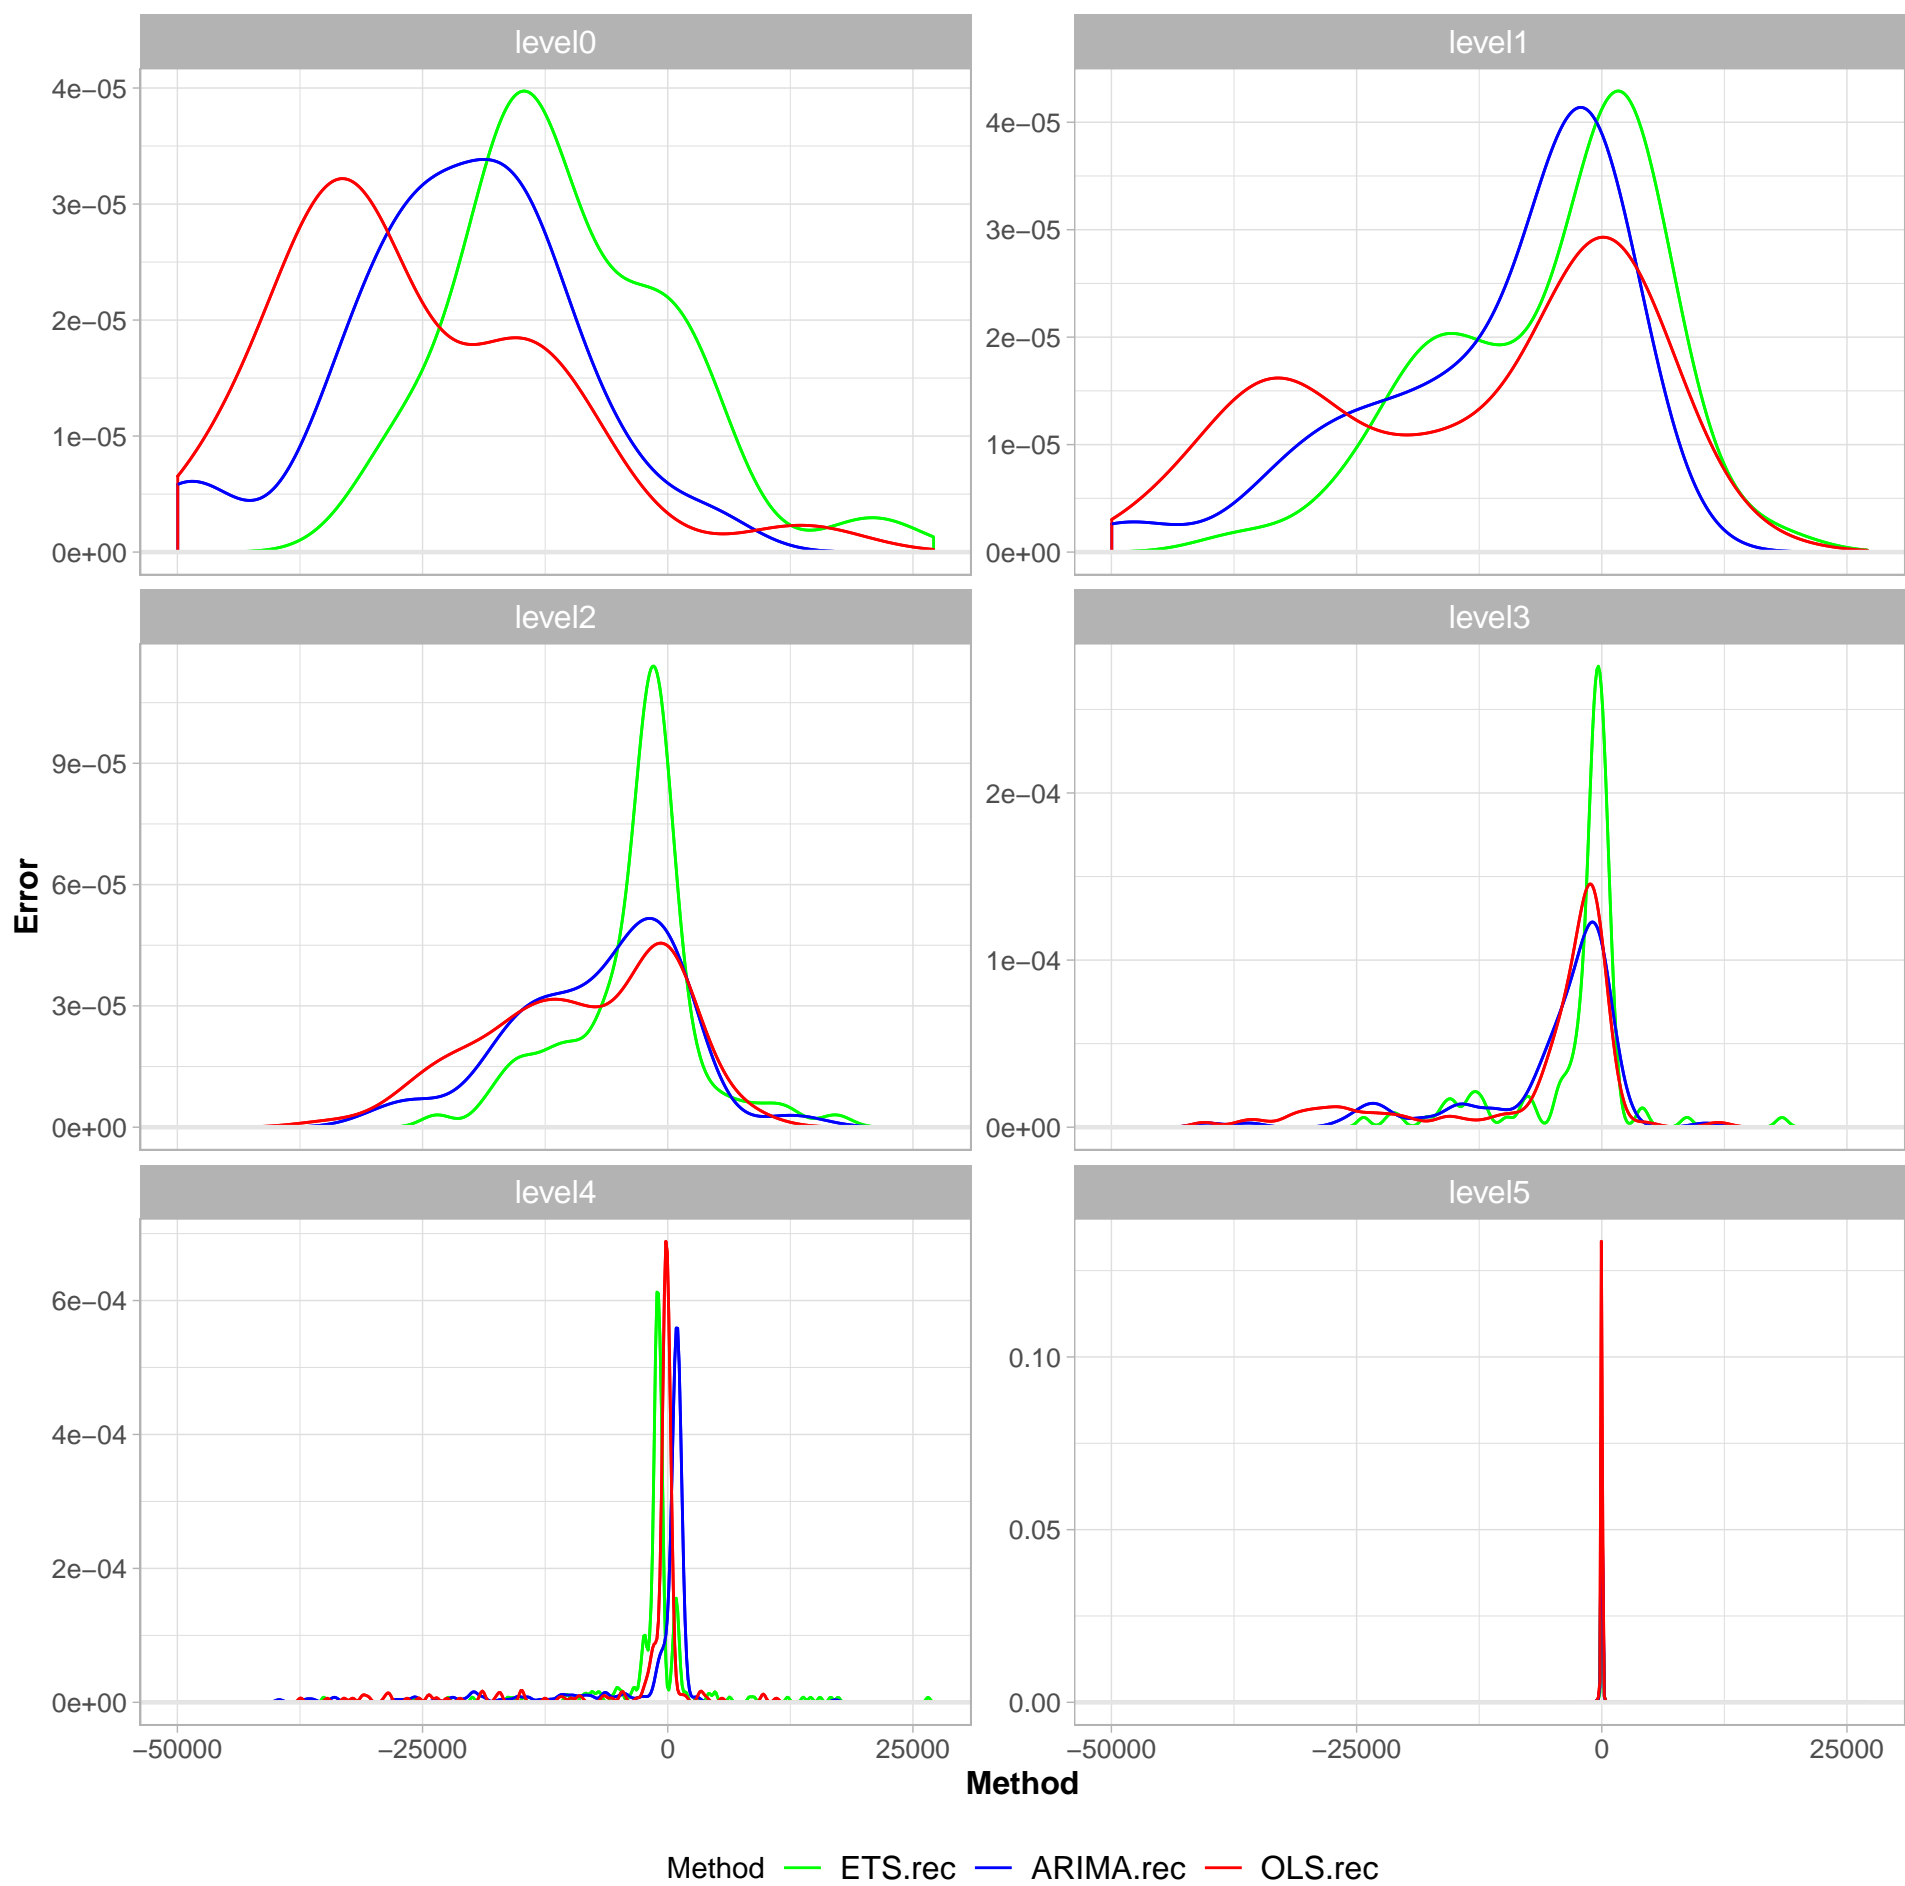 level0
level1
4e−05
3e−05
2e−05
1e−05
0e+00
4e−05
3e−05
2e−05
1e−05
0e+00
level2
level3
9e−05
6e−05
3e−05
0e+00
2e−04
1e−04
0e+00
Error
level4
level5
6e−04
4e−04
2e−04
0e+00
0.10
0.05
0.00
−50000 −25000 0 25000
−50000 −25000 0 25000
Method
Method ETS.rec ARIMA.rec OLS.rec